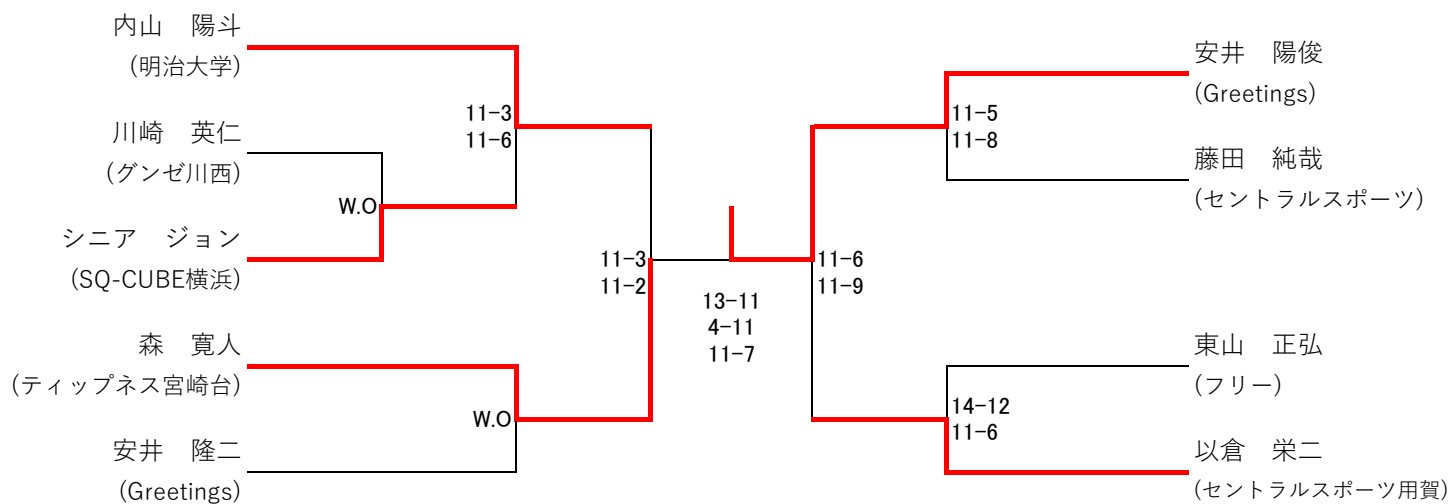 内山　陽斗
(明治大学)
川崎　英仁
(グンゼ川西)
シニア　ジョン
(SQ-CUBE横浜)
森　寛人
(ティップネス宮崎台)
安井　隆二
(Greetings)
11-3
11-6
W.O
W.O
11-3
11-2
13-11
4-11
11-7
11-6
11-9
11-5
11-8
14-12
11-6
安井　陽俊
(Greetings)
藤田　純哉
(セントラルスポーツ)
東山　正弘
(フリー)
以倉　栄二
(セントラルスポーツ用賀)